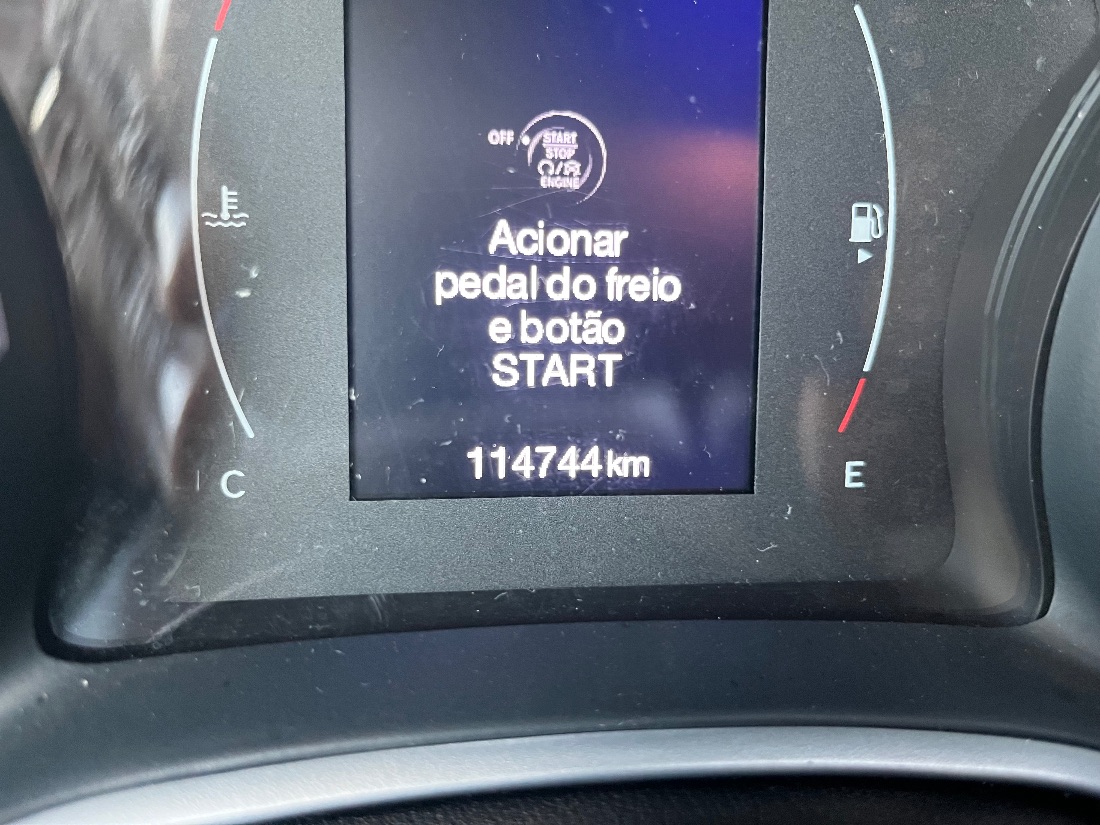 OFF
START
STOP
ENGINE
Acionar
pedal do freio
e botão
START
114744 km
C
E